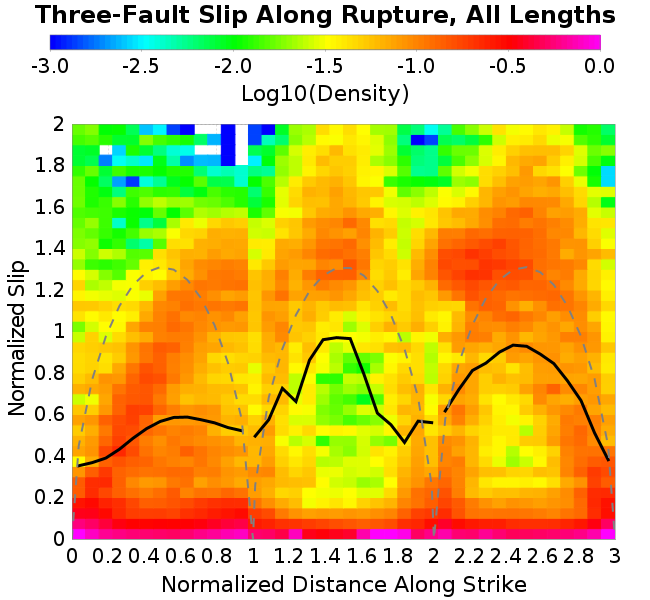 Three-Fault Slip Along Rupture, All Lengths
-3.0 -2.5 -2.0 -1.5 -1.0 -0.5 0.0
Log10(Density)
2
1.8
1.6
1.4
1.2
1
0.8
0.6
0.4
0.2
0
Normalized Slip
0 0.2 0.4 0.6 0.8 1 1.2 1.4 1.6 1.8 2 2.2 2.4 2.6 2.8 3
Normalized Distance Along Strike